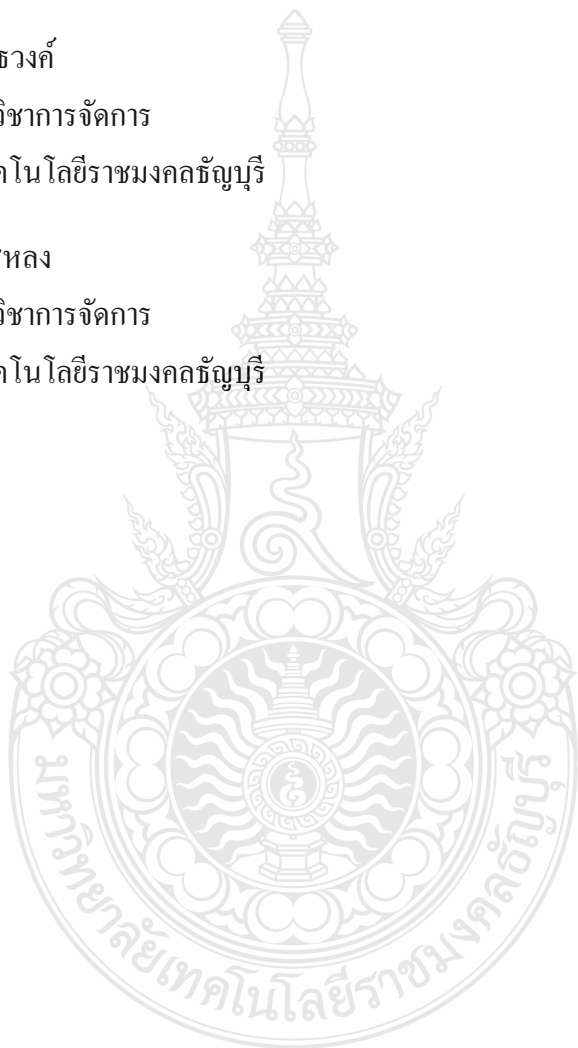 ธวงค์
วิชาการจัดการ
คโนโลยีราชมงคลธัญบุรี
วิชาการจัดการ
คโนโลยีราชมงคลธัญบุรี
มหาวิทยาลัยเทคโนโลยีราชมงคลธัญบุรี